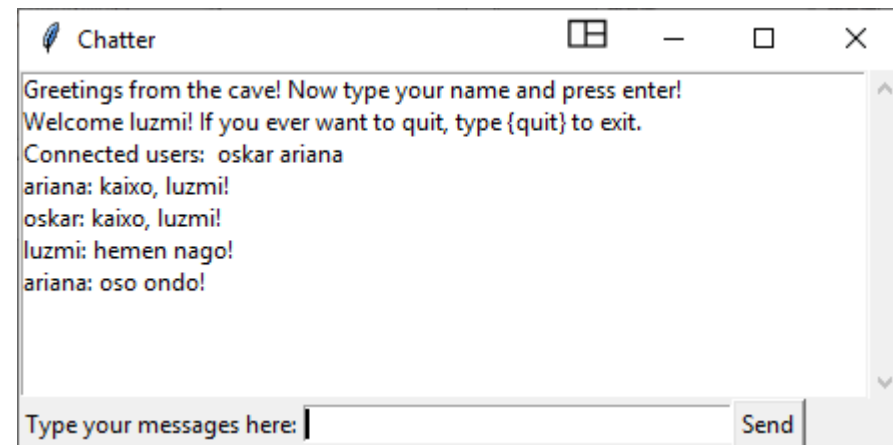 Chatter
Greetings from the cave! Now type your name and press enter!
Welcome luzmi! If you ever want to quit, type {quit} to exit.
Connected users:  oskar ariana
ariana: kaixo, luzmi!
oskar: kaixo, luzmi!
luzmi: hemen nago!
ariana: oso ondo!
Type your messages here:
Send